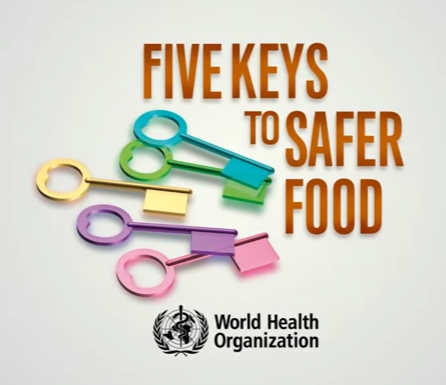 FIVE KEYS
TO SAFER
FOOD
World Health
Organization